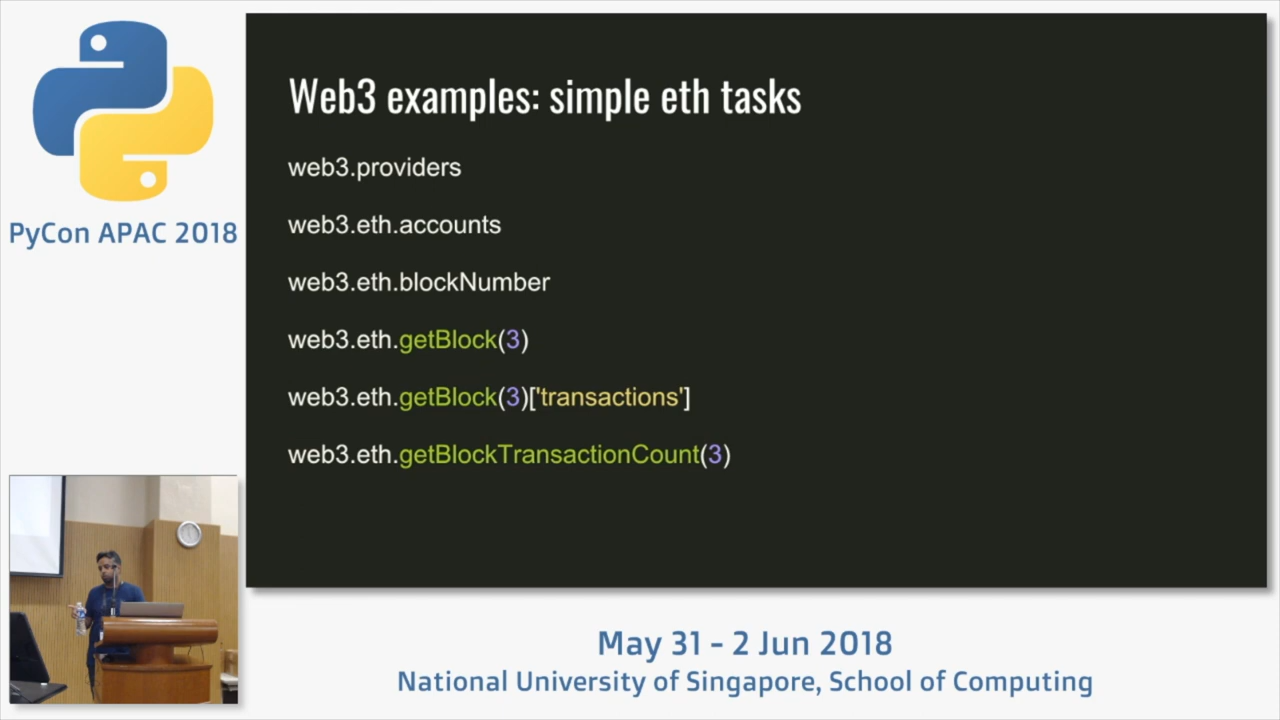 PyCon APAC 2018
Web3 examples: simple eth tasks
web3.providers
web3.eth.accounts
web3.eth.blockNumber
web3.eth.getBlock(3)
web3.eth.getBlock(3)['transactions']
web3.eth.getBlockTransactionCount(3)
May 31 - 2 Jun 2018
National University of Singapore, School of Computing